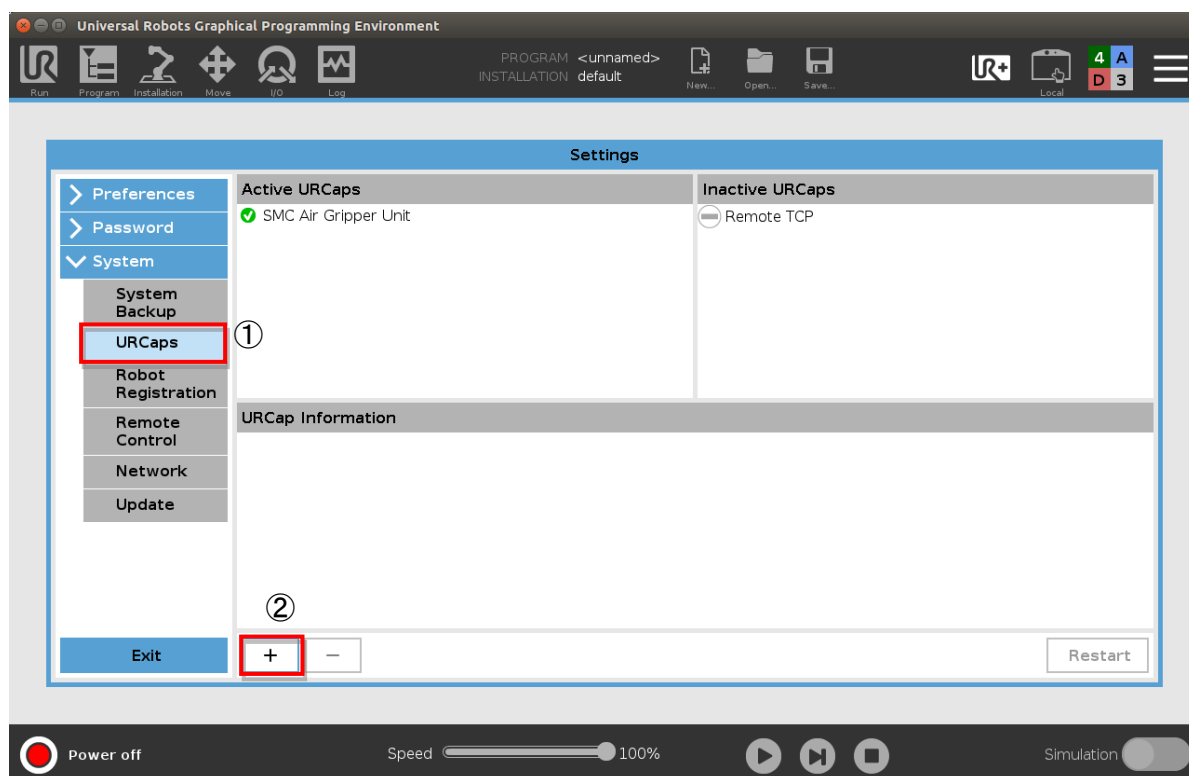 Universal Robots Graphical Programming Environment
PROGRAM <unnamed>
INSTALLATION default
UR
Run
Program
Installation
Move
I/O
Log
New...
Open...
Save...
UR+
Local
4 A
D 3
Settings
Preferences
Password
System
System
Backup
URCaps
①
Robot
Registration
Remote
Control
Network
Update
Exit
Active URCaps
SMC Air Gripper Unit
Inactive URCaps
Remote TCP
URCap Information
②
+
−
Restart
Power off
Speed
100%
Simulation